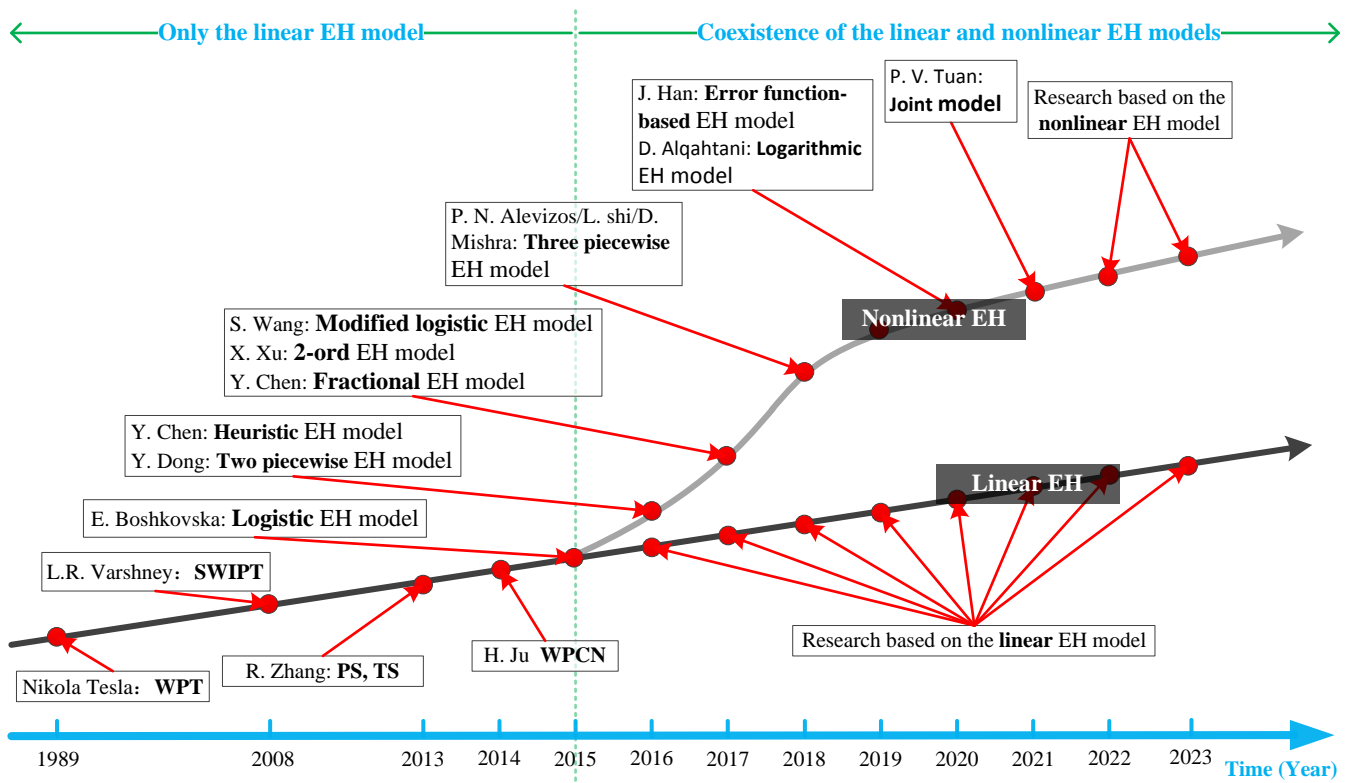 Only the linear EH model
Coexistence of the linear and nonlinear EH models
J. Han: Error function-
based EH model
D. Alqahtani: Logarithmic
EH model
P. V. Tuan:
Joint model
Research based on the
nonlinear EH model
P. N. Alevizos/L. shi/D.
Mishra: Three piecewise
EH model
S. Wang: Modified logistic EH model
X. Xu: 2-ord EH model
Y. Chen: Fractional EH model
Nonlinear EH
Y. Chen: Heuristic EH model
Y. Dong: Two piecewise EH model
Linear EH
E. Boshkovska: Logistic EH model
L.R. Varshney：SWIPT
Nikola Tesla：WPT
R. Zhang: PS, TS
H. Ju WPCN
Research based on the linear EH model
1989
2008
2013
2014
2015
2016
2017
2018
2019
2020
2021
2022
2023
Time (Year)